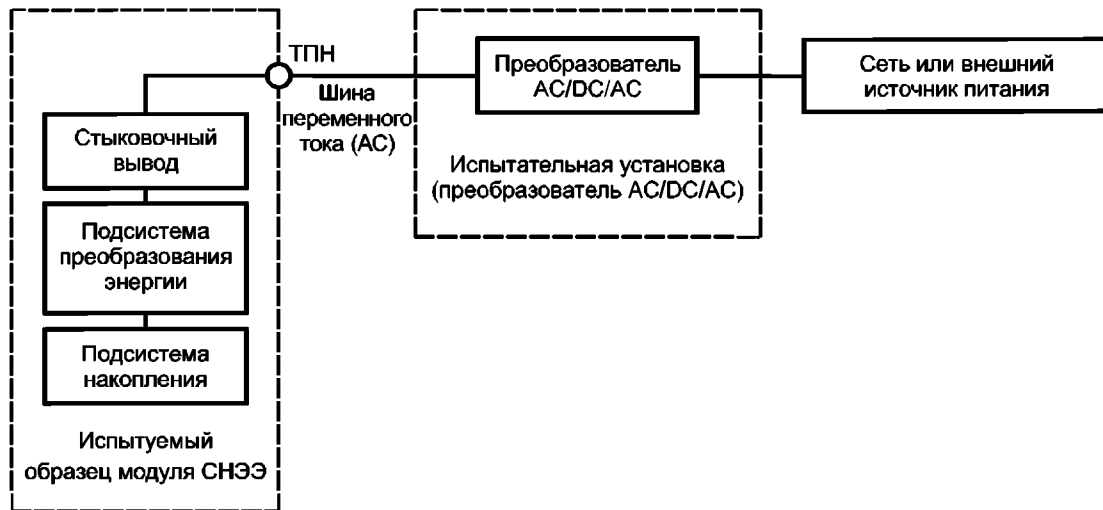 ТПН
Шина
переменного
тока (АС)
Стыковочный
вывод
Подсистема
преобразования
энергии
Подсистема
накопления
Испытуемый
образец модуля СНЭЭ
Преобразователь
AC/DC/AC
Испытательная установка
(преобразователь AC/DC/AC)
Сеть или внешний
источник питания